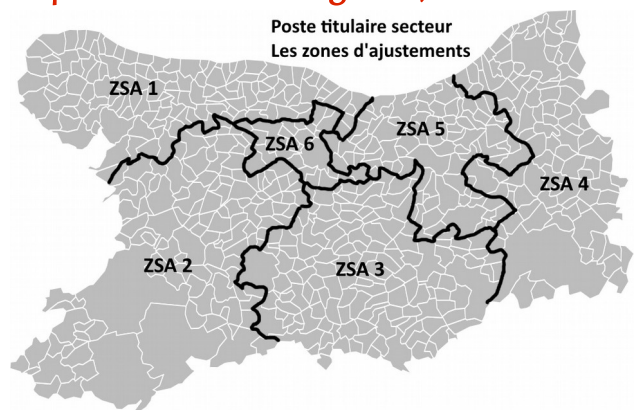 Poste titulaire secteur
Les zones d'ajustements
ZSA 1
ZSA 5
ZSA 6
ZSA 4
ZSA 2
ZSA 3